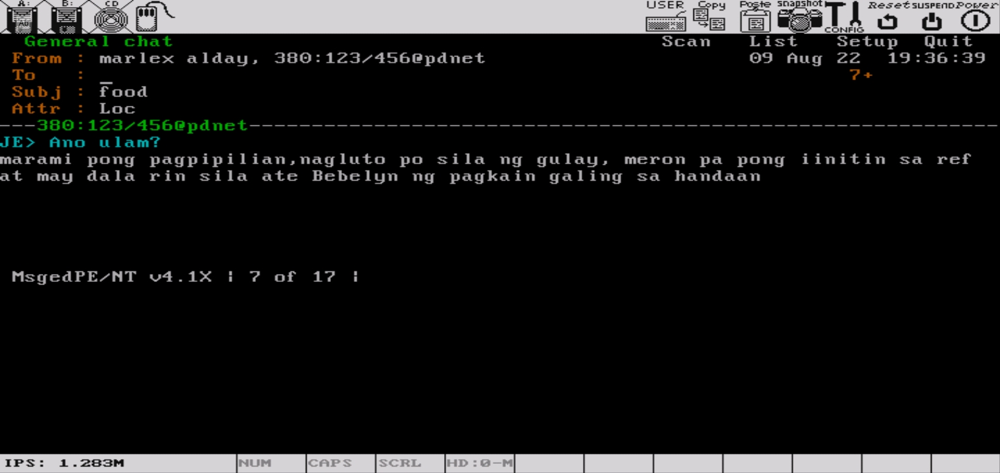 A: B: CD USER Copy Paste snapshot CONFIG Reset SUSPEND Power
General chat Scan List Setup Quit
From : marlex alday, 380:123/456@pdnet 09 Aug 22 19:36:39
To : 7+
Subj : food
Attr : Loc
---380:123/456@pdnet---
JE> Ano ulam?
marami pong pagpipilian,nagluto po sila ng gulay, meron pa pong iinitin sa ref
at may dala rin sila ate Bebelyn ng pagkain galing sa handaan
MsgedPE/NT v4.1X | 7 of 17 |
IPS: 1.283M NUM CAPS SCRL HD:0-M